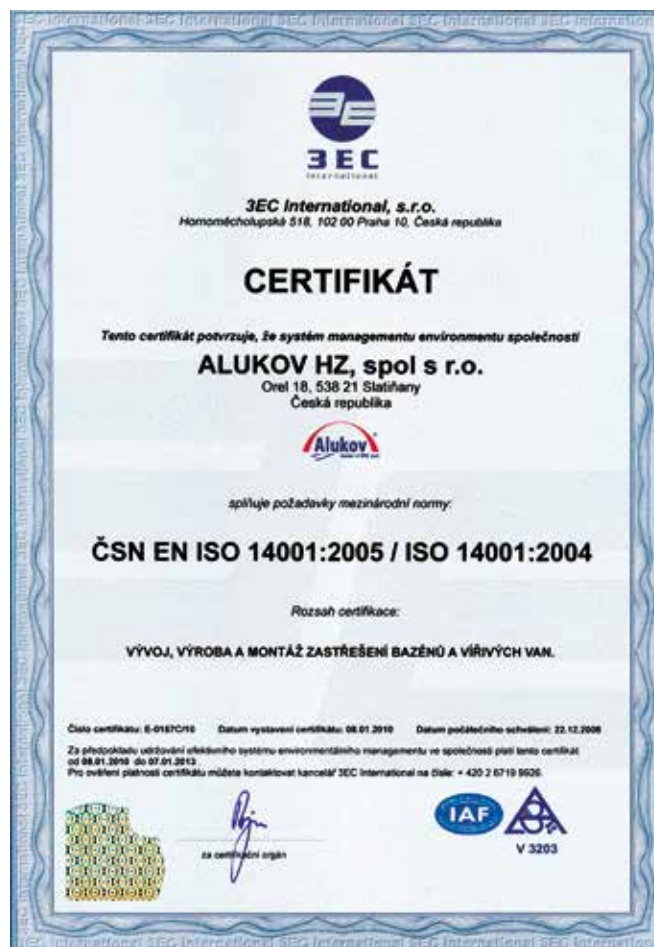 3EC
International
3EC International, s.r.o.
Hornoměcholupská 518, 102 00 Praha 10, Česká republika
CERTIFIKÁT
Tento certifikát potvrzuje, že systém managementu environmentu společnosti
ALUKOV HZ, spol s r.o.
Orel 18, 538 21 Slatiňany
Česká republika
Alukov
splňuje požadavky mezinárodní normy:
ČSN EN ISO 14001:2005 / ISO 14001:2004
Rozsah certifikace:
VÝVOJ, VÝROBA A MONTÁŽ ZASTŘEŠENÍ BAZÉNŮ A VÍŘIVÝCH VAN.
Číslo certifikátu: E-0187C/10 Datum vystavení certifikátu: 08.01.2010 Datum počátečního schválení: 22.12.2006
Za předpokladu udržování efektivního systému environmentálního managementu ve společnosti platí tento certifikát
od 08.01.2010 do 07.01.2013
Pro ověření platnosti certifikátu můžete kontaktovat kancelář 3EC International na čísle: + 420 2 6719 9926.
za certifikační orgán
IAF
V 3203